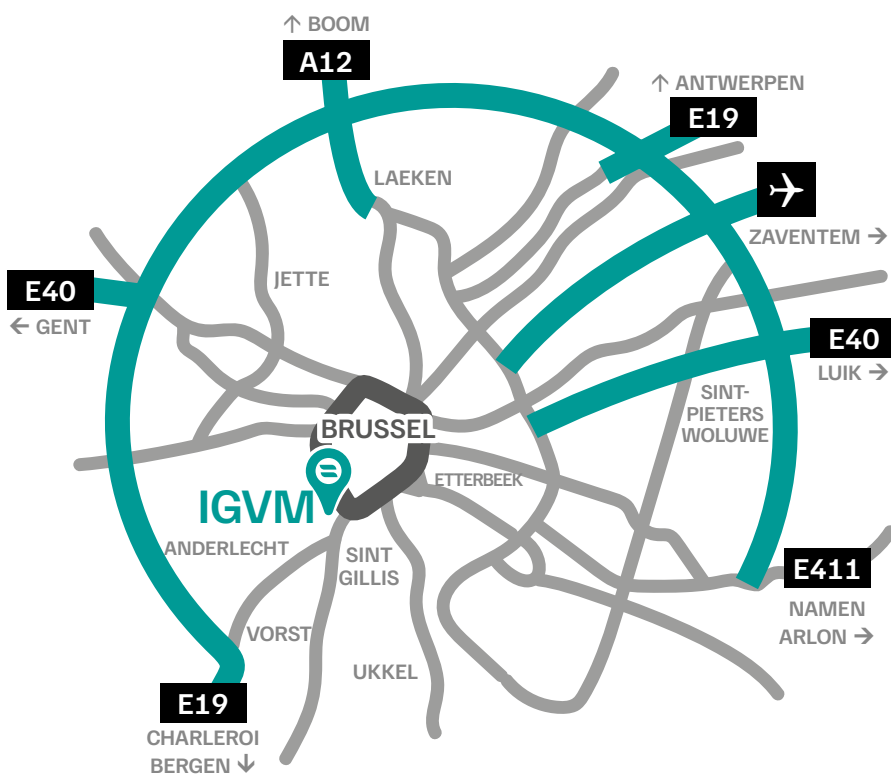 ↑ BOOM
A12
↑ ANTWERPEN
E19
LAEKEN
ZAVENTEM →
JETTE
E40
← GENT
E40
LUIK →
SINT-
PIETERS
WOLUWE
BRUSSEL
ETTERBEEK
IGVM
ANDERLECHT
SINT
GILLIS
E411
NAMEN
ARLON →
VORST
UKKEL
E19
CHARLEROI
BERGEN ↓